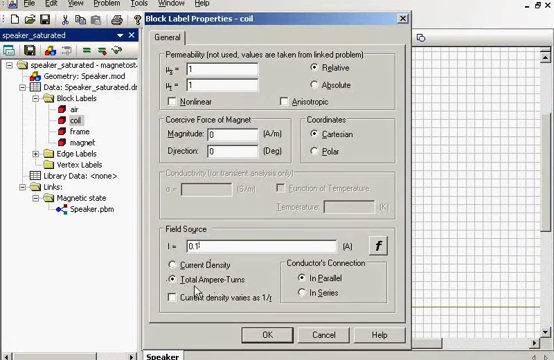 File Edit Problem View Tools Window Help
Block Label Properties - coil
speaker_saturated
General
speaker_saturated - magnetost
Geometry: Speaker.mod
Data: Speaker_saturated.dm
Block Labels
air
coil
frame
magnet
Edge Labels
Vertex Labels
Library Data: <none>
Links:
Magnetic state
Speaker.pbm
Permeability (not used, values are taken from linked problem)
= 1
= 1
Relative
Absolute
Nonlinear
Anisotropic
Coercive Force of Magnet
Magnitude: 0 (A/m)
Direction: 0 (Deg)
Coordinates
Cartesian
Polar
Conductivity (for transient analysis only)
(S/m)
Function of Temperature
Temperature: (K)
Field Source
I = 0.1 (A)
f
Current Density
Total Ampere-Turns
Current density varies as 1/r
Conductor's Connection
In Parallel
In Series
OK
Cancel
Help
Speaker